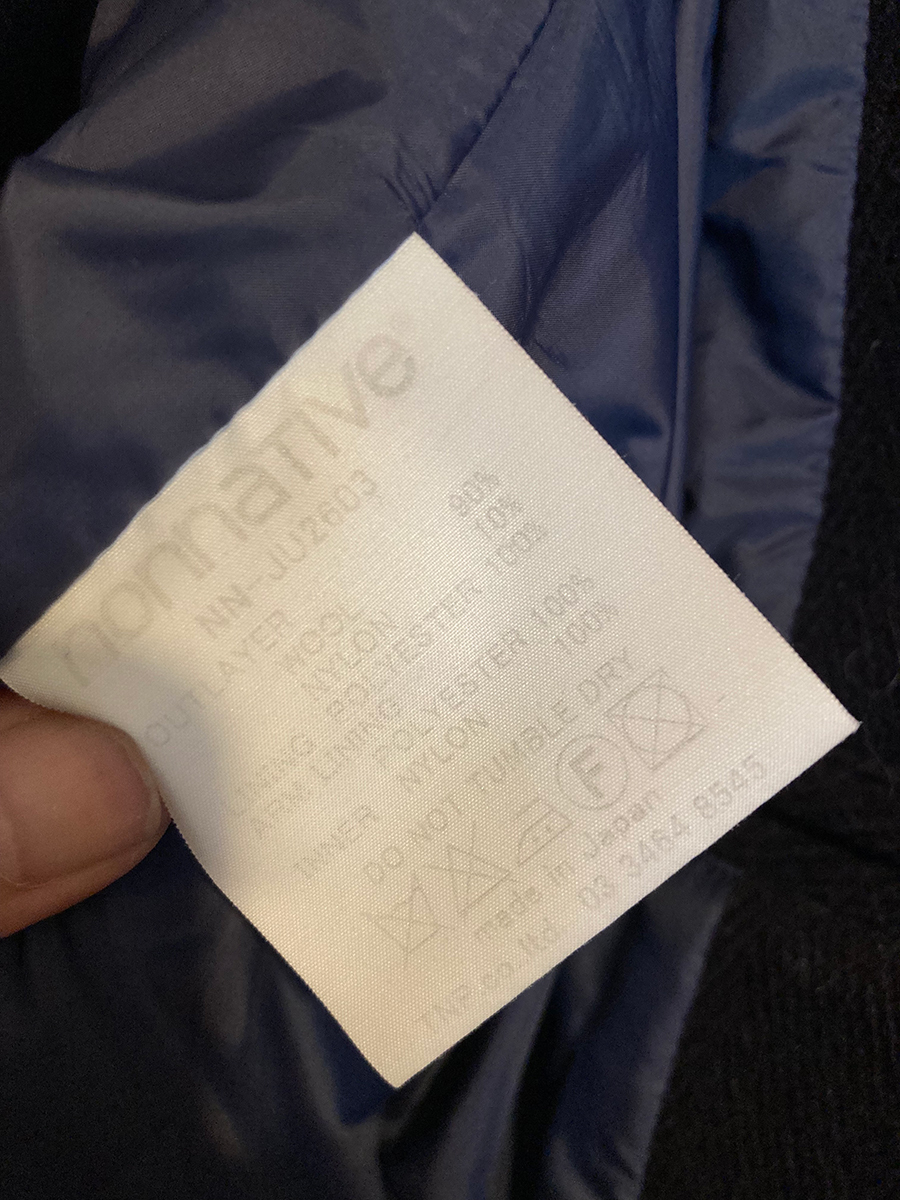 nonnative
NN-JU2603
OUTLAYER
WOOL 90%
NYLON 10%
LINING POLYESTER 100%
ARM LINING
POLYESTER 100%
INNER NYLON 100%
DO NOT TUMBLE DRY
F
made in Japan
TNP co.ltd. 03 3464 8545